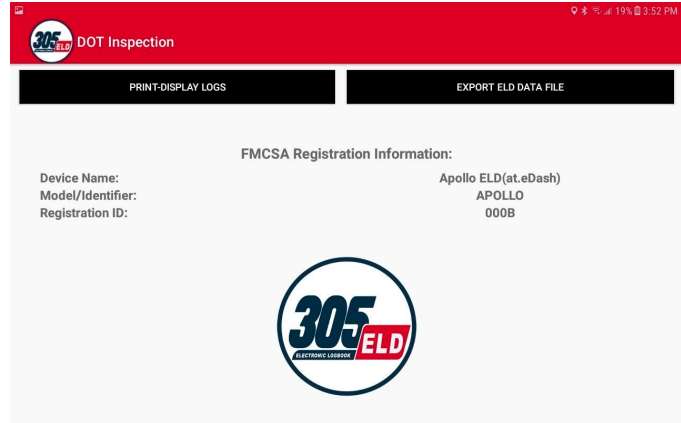 19% 3:52 PM
305 ELD DOT Inspection
PRINT-DISPLAY LOGS EXPORT ELD DATA FILE
FMCSA Registration Information:
Device Name: Apollo ELD(at.eDash)
Model/Identifier: APOLLO
Registration ID: 000B
305
ELECTRONIC LOGBOOK ELD